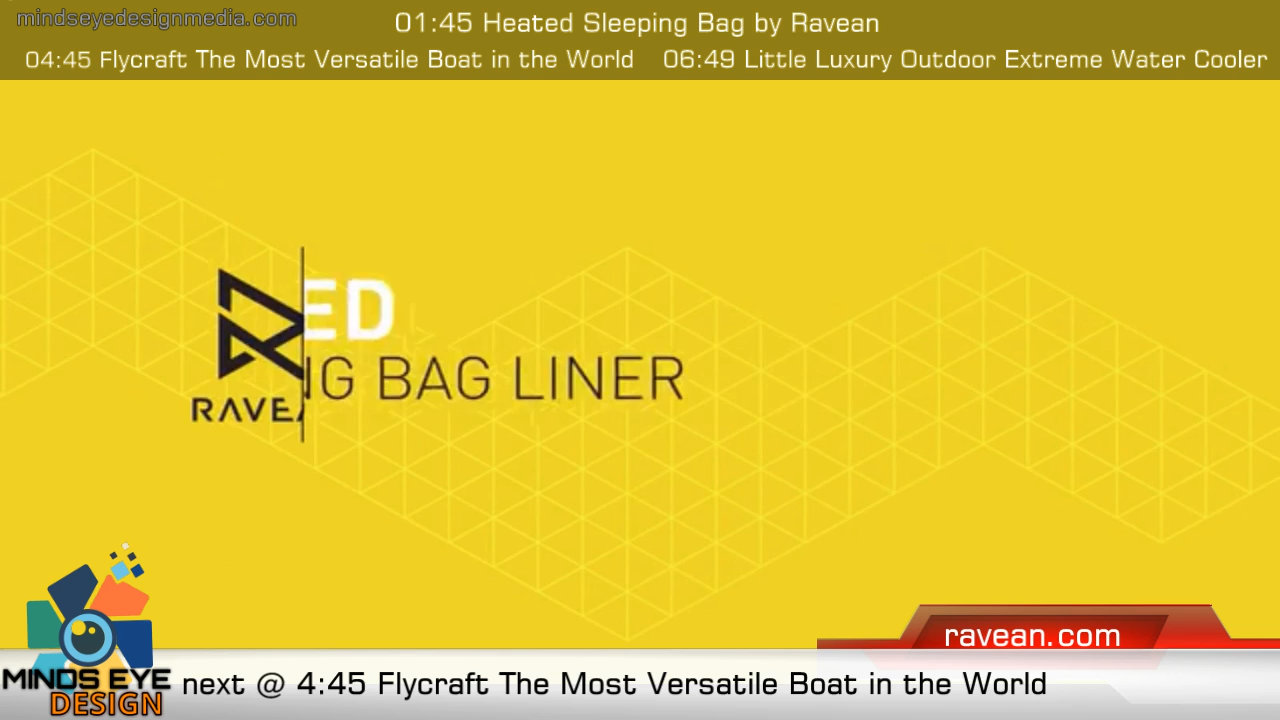 mindseyedesignmedia.com
01:45 Heated Sleeping Bag by Ravean
04:45 Flycraft The Most Versatile Boat in the World 06:49 Little Luxury Outdoor Extreme Water Cooler
ED
NG BAG LINER
RAVEA
ravean.com
next @ 4:45 Flycraft The Most Versatile Boat in the World
MINDS EYE
DESIGN